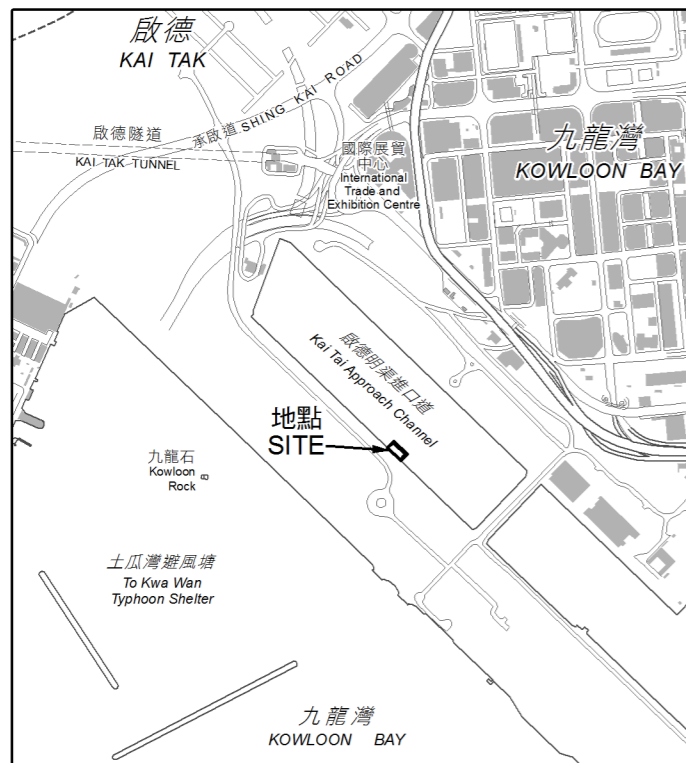 啟德
KAI TAK
承啟道 SHING KAI ROAD
啟德隧道
KAI TAK TUNNEL
國際展貿
中心
International
Trade and
Exhibition Centre
九龍灣
KOWLOON BAY
啟德明渠進口道
Kai Tai Approach Channel
地點
SITE
九龍石
Kowloon
Rock
土瓜灣避風塘
To Kwa Wan
Typhoon Shelter
九龍灣
KOWLOON BAY